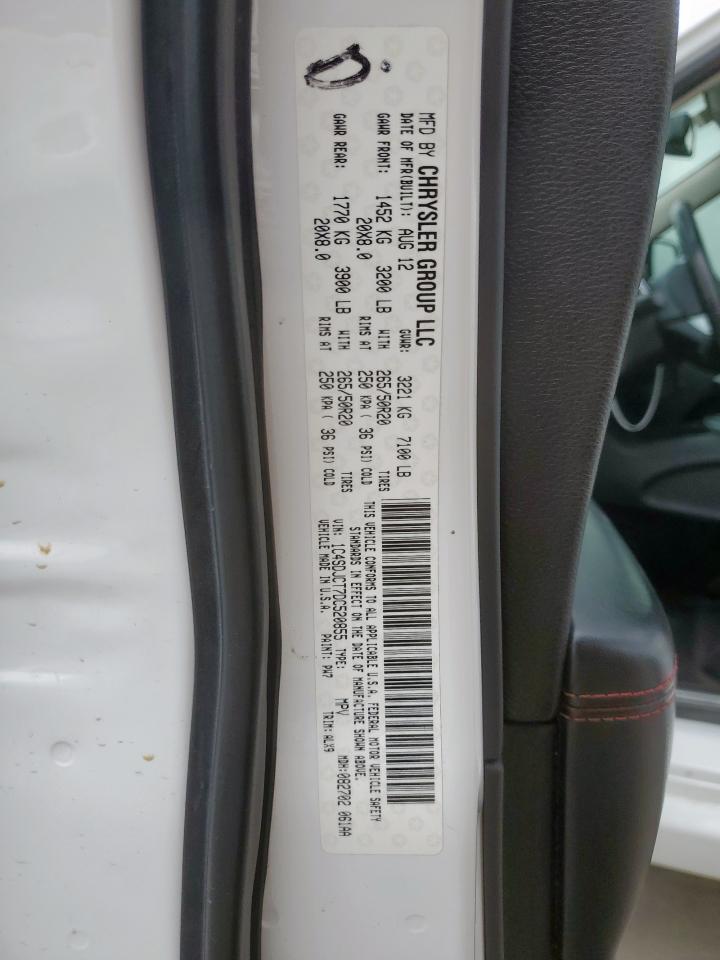 MFD BY CHRYSLER GROUP LLC
DATE OF MFR(BUILT): AUG 12 GVWR: 3221 KG 7100 LB
GAWR FRONT: 1452 KG 3200 LB WITH 265/50R20 TIRES
20X8.0 RIMS AT 250 KPA ( 36 PSI) COLD
GAWR REAR: 1770 KG 3900 LB WITH 265/50R20 TIRES
20X8.0 RIMS AT 250 KPA ( 36 PSI) COLD
THIS VEHICLE CONFORMS TO ALL APPLICABLE U.S.A. FEDERAL MOTOR VEHICLE SAFETY
STANDARDS IN EFFECT ON THE DATE OF MANUFACTURE SHOWN ABOVE.
VIN: 1C4SDJCT7DC520855 TYPE: MPV MDH:082702 061AA
VEHICLE MADE IN U.S.A. PAINT: PW7 TRIM:ALX9